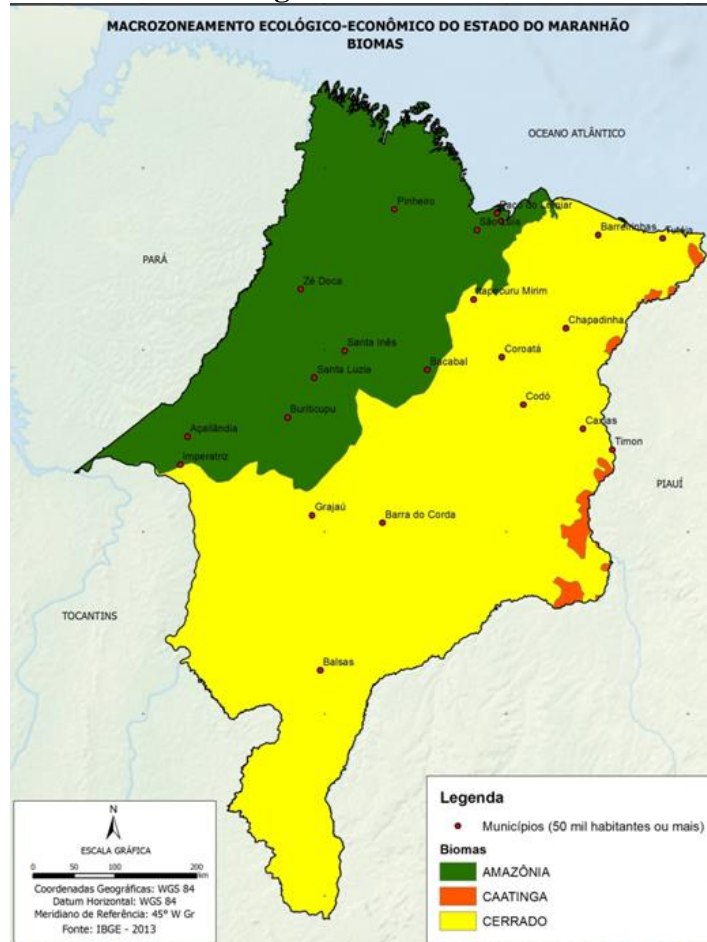 MACROZONEAMENTO ECOLÓGICO-ECONÔMICO DO ESTADO DO MARANHÃO
BIOMAS
OCEANO ATLÂNTICO
Pinheiro
Paço do Lumiar
São Luís
Barreirinhas
Tutóia
PARÁ
Zé Doca
Itapecuru Mirim
Chapadinha
Santa Inês
Coroatá
Santa Luzia
Bacabal
Codó
Buriticupu
Caxias
Açailândia
Timon
Imperatriz
PIAUÍ
Grajaú
Barra do Corda
TOCANTINS
Balsas
Legenda
Municípios (50 mil habitantes ou mais)
Biomas
AMAZÔNIA
CAATINGA
CERRADO
N
ESCALA GRÁFICA
0 50 100 200
km
Coordenadas Geográficas: WGS 84
Datum Horizontal: WGS 84
Meridiano de Referência: 45° W Gr
Fonte: IBGE - 2013